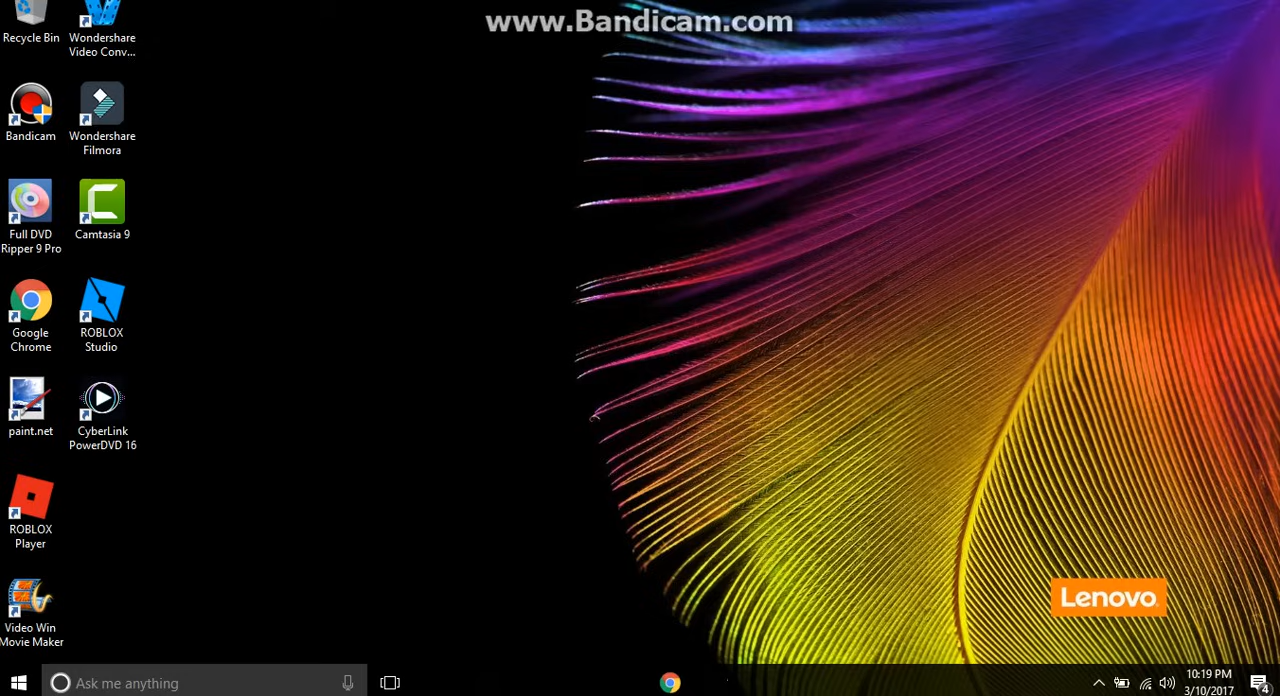 www.Bandicam.com
Recycle Bin
Wondershare
Video Conv...
Bandicam
Wondershare
Filmora
Full DVD
Ripper 9 Pro
Camtasia 9
Google
Chrome
ROBLOX
Studio
paint.net
CyberLink
PowerDVD 16
ROBLOX
Player
Video Win
Movie Maker
Lenovo
Ask me anything
10:19 PM
3/10/2017
4